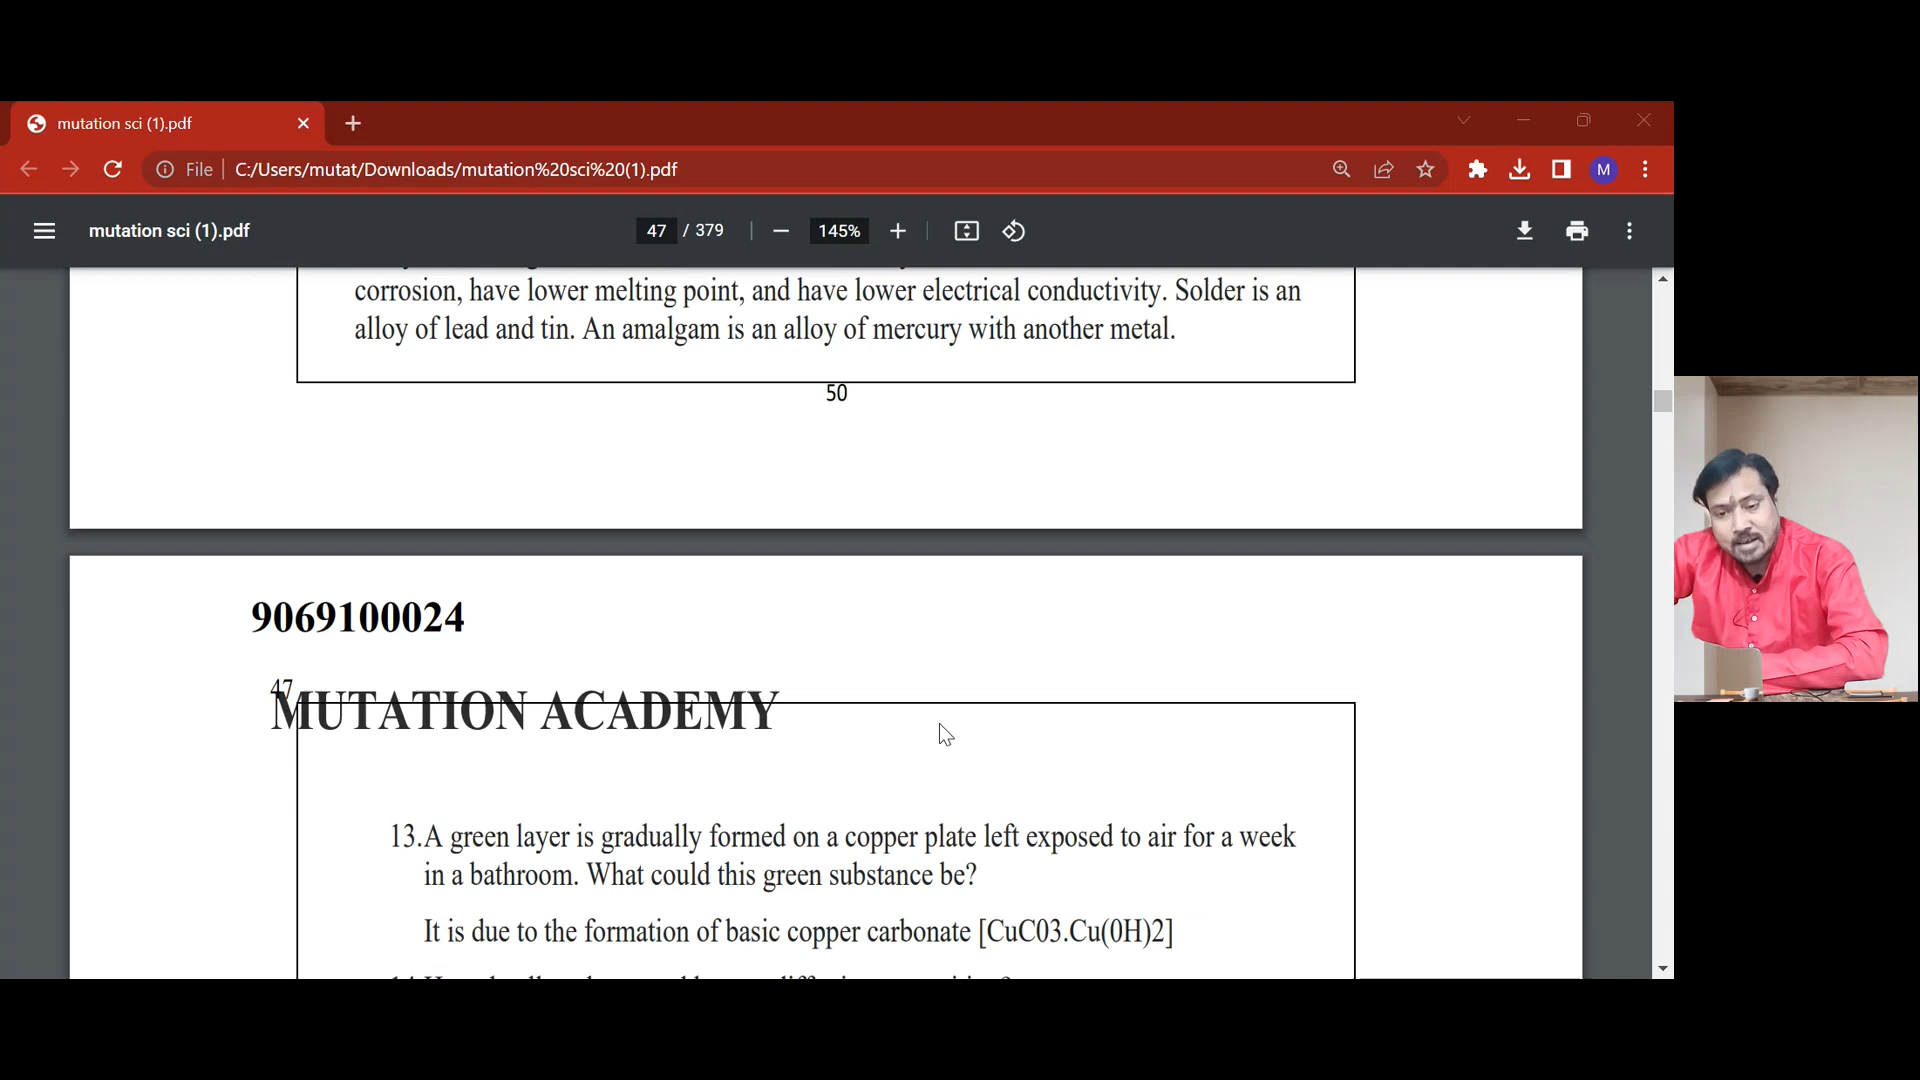 mutation sci (1).pdf
File
C:/Users/mutat/Downloads/mutation%20sci%20(1).pdf
M
mutation sci (1).pdf
47 / 379
145%
corrosion, have lower melting point, and have lower electrical conductivity. Solder is an
alloy of lead and tin. An amalgam is an alloy of mercury with another metal.
50
9069100024
47
MUTATION ACADEMY
13.A green layer is gradually formed on a copper plate left exposed to air for a week
in a bathroom. What could this green substance be?
It is due to the formation of basic copper carbonate [CuC03.Cu(0H)2]